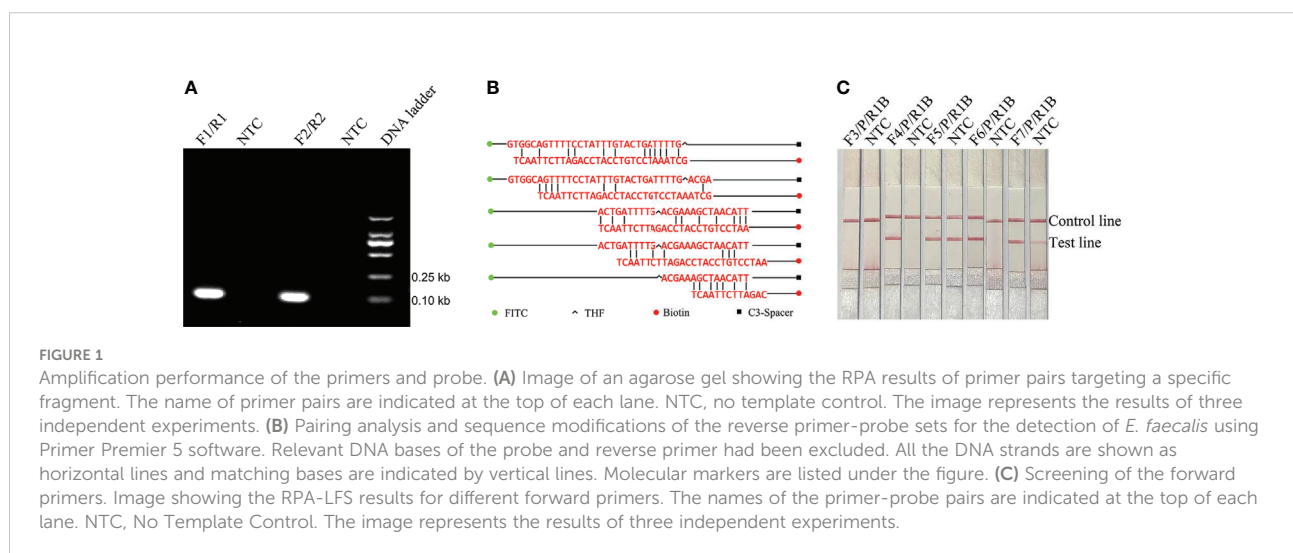 A
B
C
F1/R1
NTC
F2/R2
NTC
DNA ladder
0.25 kb
0.10 kb
GTGGCAGTTTTCCTATTTGTACTGATTTTG^
TCAATTCTTAGACCTACCTGTCCTAAATCG
GTGGCAGTTTTCCTATTTGTACTGATTTTG^ACGA
TCAATTCTTAGACCTACCTGTCCTAAATCG
ACTGATTTTG^ACGAAAGCTAACATT
TCAATTCTTAGACCTACCTGTCCTAA
ACTGATTTTG^ACGAAAGCTAACATT
TCAATTCTTAGACCTACCTGTCCTAA
^ACGAAAGCTAACATT
TCAATTCTTAGAC
FITC
^ THF
Biotin
C3-Spacer
F3/P/R1B
NTC
F4/P/R1B
NTC
F5/P/R1B
NTC
F6/P/R1B
NTC
F7/P/R1B
NTC
Control line
Test line
FIGURE 1
Amplification performance of the primers and probe. (A) Image of an agarose gel showing the RPA results of primer pairs targeting a specific
fragment. The name of primer pairs are indicated at the top of each lane. NTC, no template control. The image represents the results of three
independent experiments. (B) Pairing analysis and sequence modifications of the reverse primer-probe sets for the detection of E. faecalis using
Primer Premier 5 software. Relevant DNA bases of the probe and reverse primer had been excluded. All the DNA strands are shown as
horizontal lines and matching bases are indicated by vertical lines. Molecular markers are listed under the figure. (C) Screening of the forward
primers. Image showing the RPA-LFS results for different forward primers. The names of the primer-probe pairs are indicated at the top of each
lane. NTC, No Template Control. The image represents the results of three independent experiments.